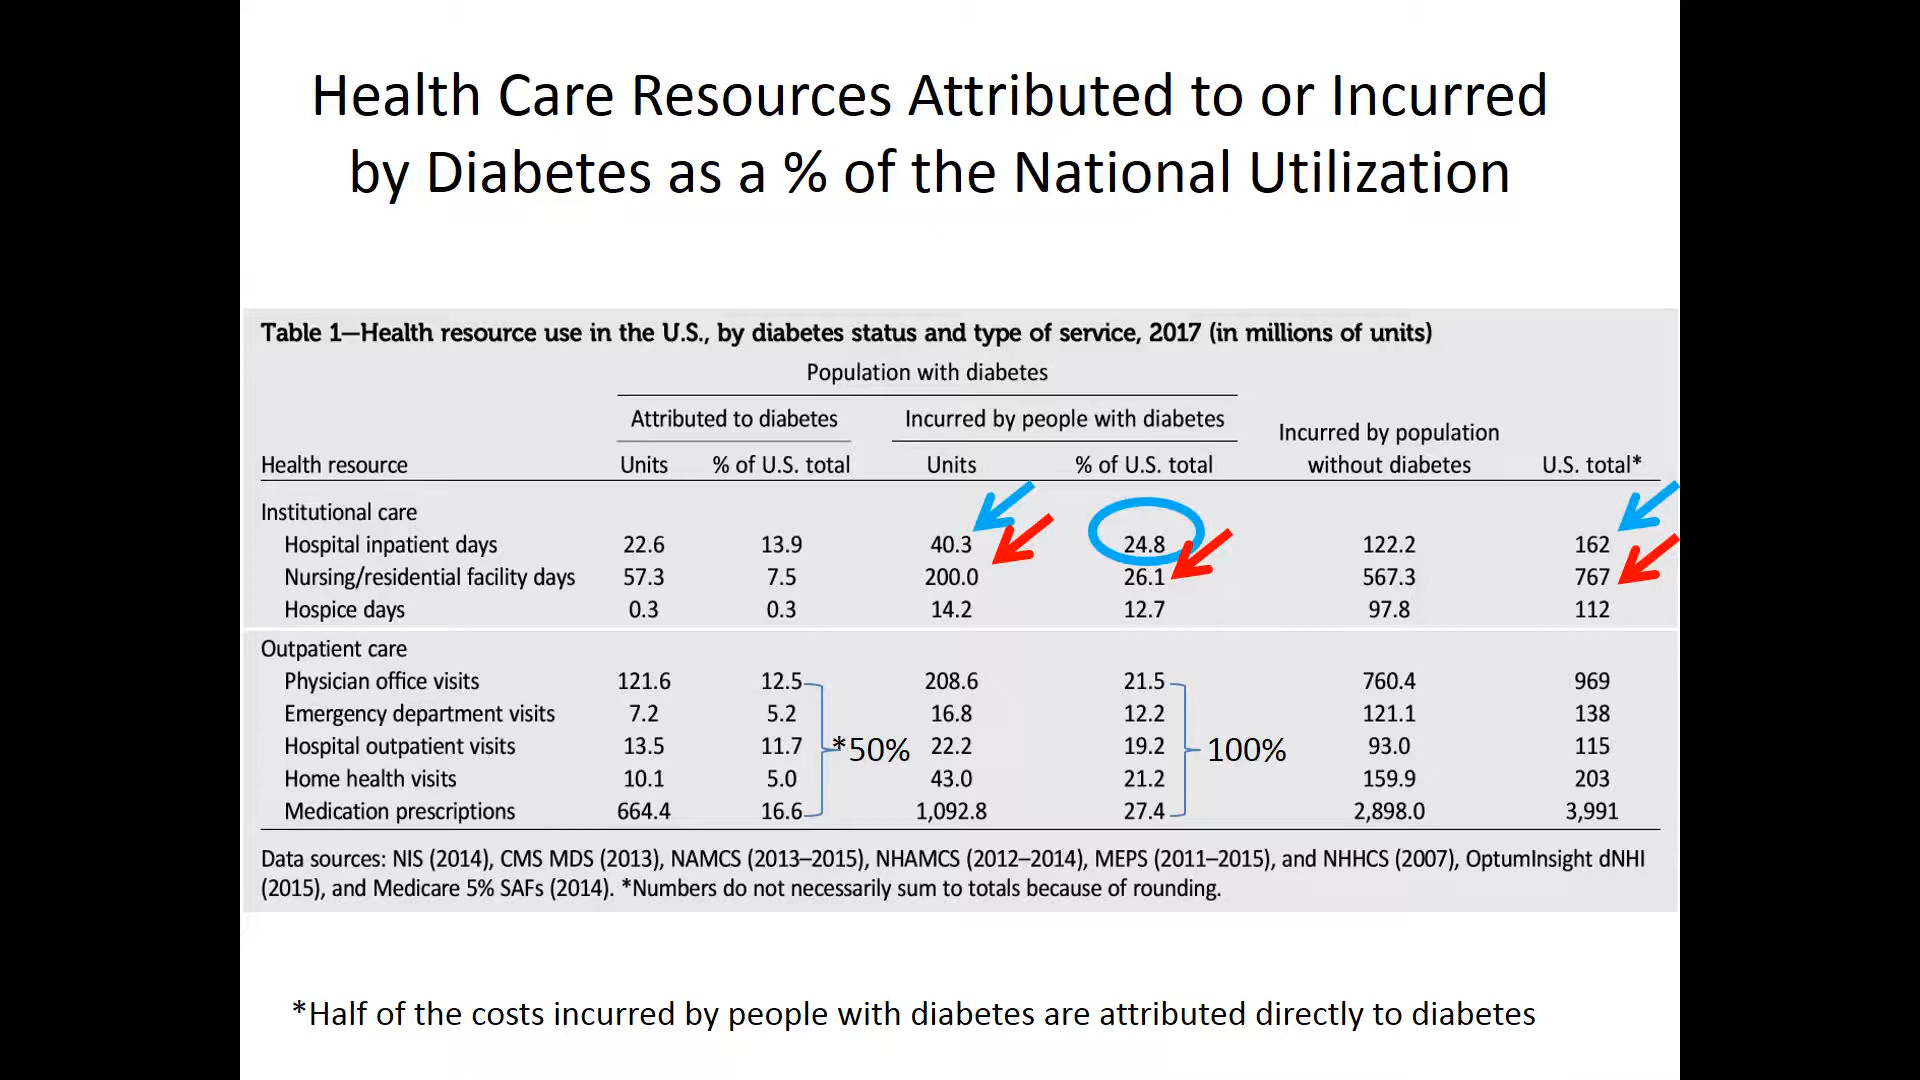 Health Care Resources Attributed to or Incurred
by Diabetes as a % of the National Utilization
Table 1—Health resource use in the U.S., by diabetes status and type of service, 2017 (in millions of units)
Population with diabetes
Attributed to diabetes Incurred by people with diabetes
Incurred by population
Health resource Units % of U.S. total Units % of U.S. total without diabetes U.S. total*
Institutional care
Hospital inpatient days 22.6 13.9 40.3 24.8 122.2 162
Nursing/residential facility days 57.3 7.5 200.0 26.1 567.3 767
Hospice days 0.3 0.3 14.2 12.7 97.8 112
Outpatient care
Physician office visits 121.6 12.5 208.6 21.5 760.4 969
Emergency department visits 7.2 5.2 16.8 12.2 121.1 138
Hospital outpatient visits 13.5 11.7 *50% 22.2 19.2 100% 93.0 115
Home health visits 10.1 5.0 43.0 21.2 159.9 203
Medication prescriptions 664.4 16.6 1,092.8 27.4 2,898.0 3,991
Data sources: NIS (2014), CMS MDS (2013), NAMCS (2013–2015), NHAMCS (2012–2014), MEPS (2011–2015), and NHHCS (2007), OptumInsight dNHI
(2015), and Medicare 5% SAFs (2014). *Numbers do not necessarily sum to totals because of rounding.
*Half of the costs incurred by people with diabetes are attributed directly to diabetes